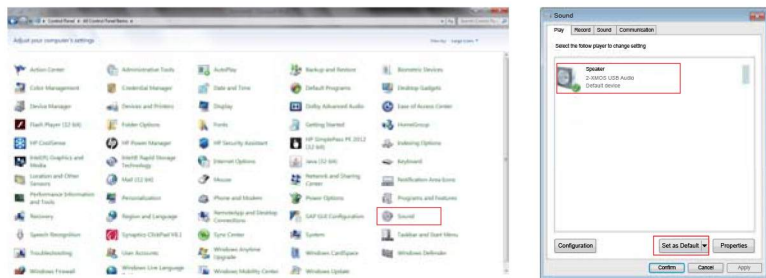 Control Panel ▸ All Control Panel Items ▸
Adjust your computer's settings
View by: Large icons
Action Center
Administrative Tools
AutoPlay
Backup and Restore
Biometric Devices
Color Management
Credential Manager
Date and Time
Default Programs
Desktop Gadgets
Device Manager
Devices and Printers
Display
Dolby Advanced Audio
Ease of Access Center
Flash Player (32-bit)
Folder Options
Fonts
Getting Started
HomeGroup
HP CoolSense
HP Power Manager
HP Security Assistant
HP SimplePass PE 2012
(32-bit)
Indexing Options
Intel® Graphics and
Media
Intel® Rapid Storage
Technology
Internet Options
Java (32-bit)
Keyboard
Location and Other
Sensors
Mail (32-bit)
Mouse
Network and Sharing
Center
Notification Area Icons
Performance Information
and Tools
Personalization
Phone and Modem
Power Options
Programs and Features
Recovery
Region and Language
RemoteApp and Desktop
Connections
SAP GUI Configuration
Sound
Speech Recognition
Synaptics ClickPad V8.1
Sync Center
System
Taskbar and Start Menu
Troubleshooting
User Accounts
Windows Anytime
Upgrade
Windows CardSpace
Windows Defender
Windows Firewall
Windows Live Language
Windows Mobility Center
Windows Update
Sound
Play Record Sound Communication
Select the follow player to change setting
Speaker
2-XMOS USB Audio
Default device
Configuration
Set as Default
Properties
Confirm
Cancel
Apply